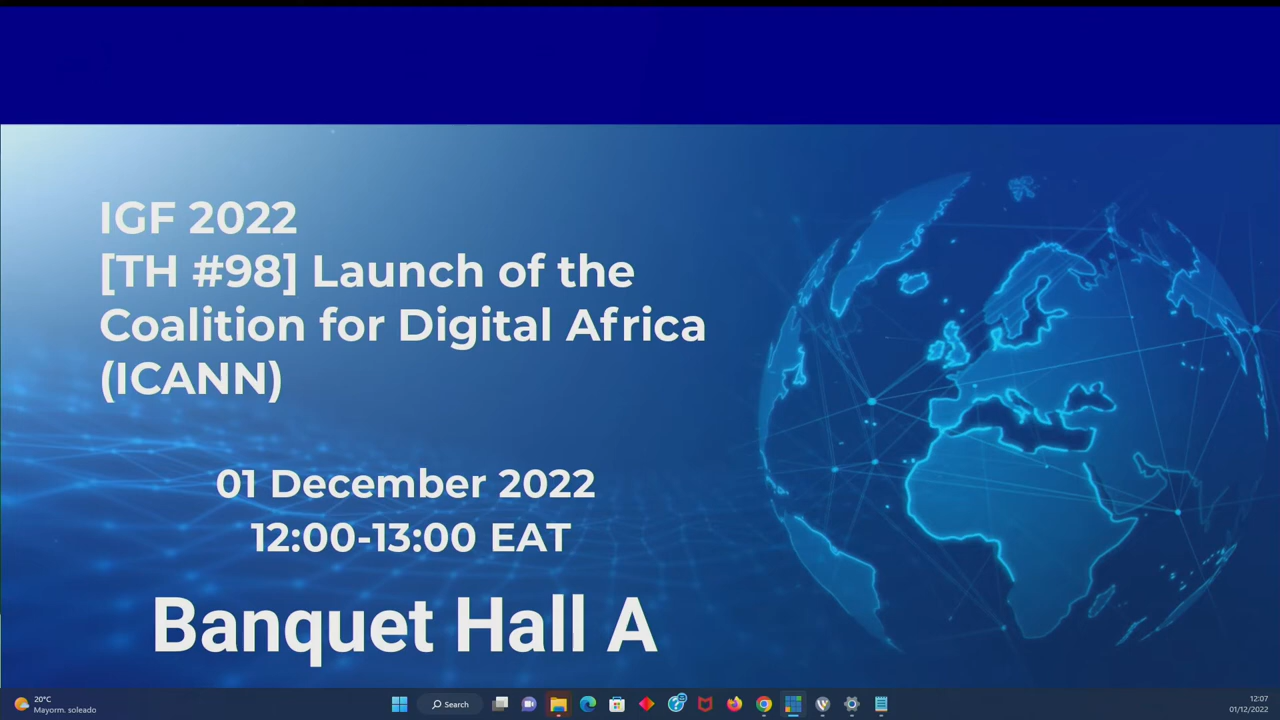 IGF 2022
[TH #98] Launch of the
Coalition for Digital Africa
(ICANN)
01 December 2022
12:00-13:00 EAT
Banquet Hall A
20°C
Mayorm. soleado
Search
12:07
01/12/2022